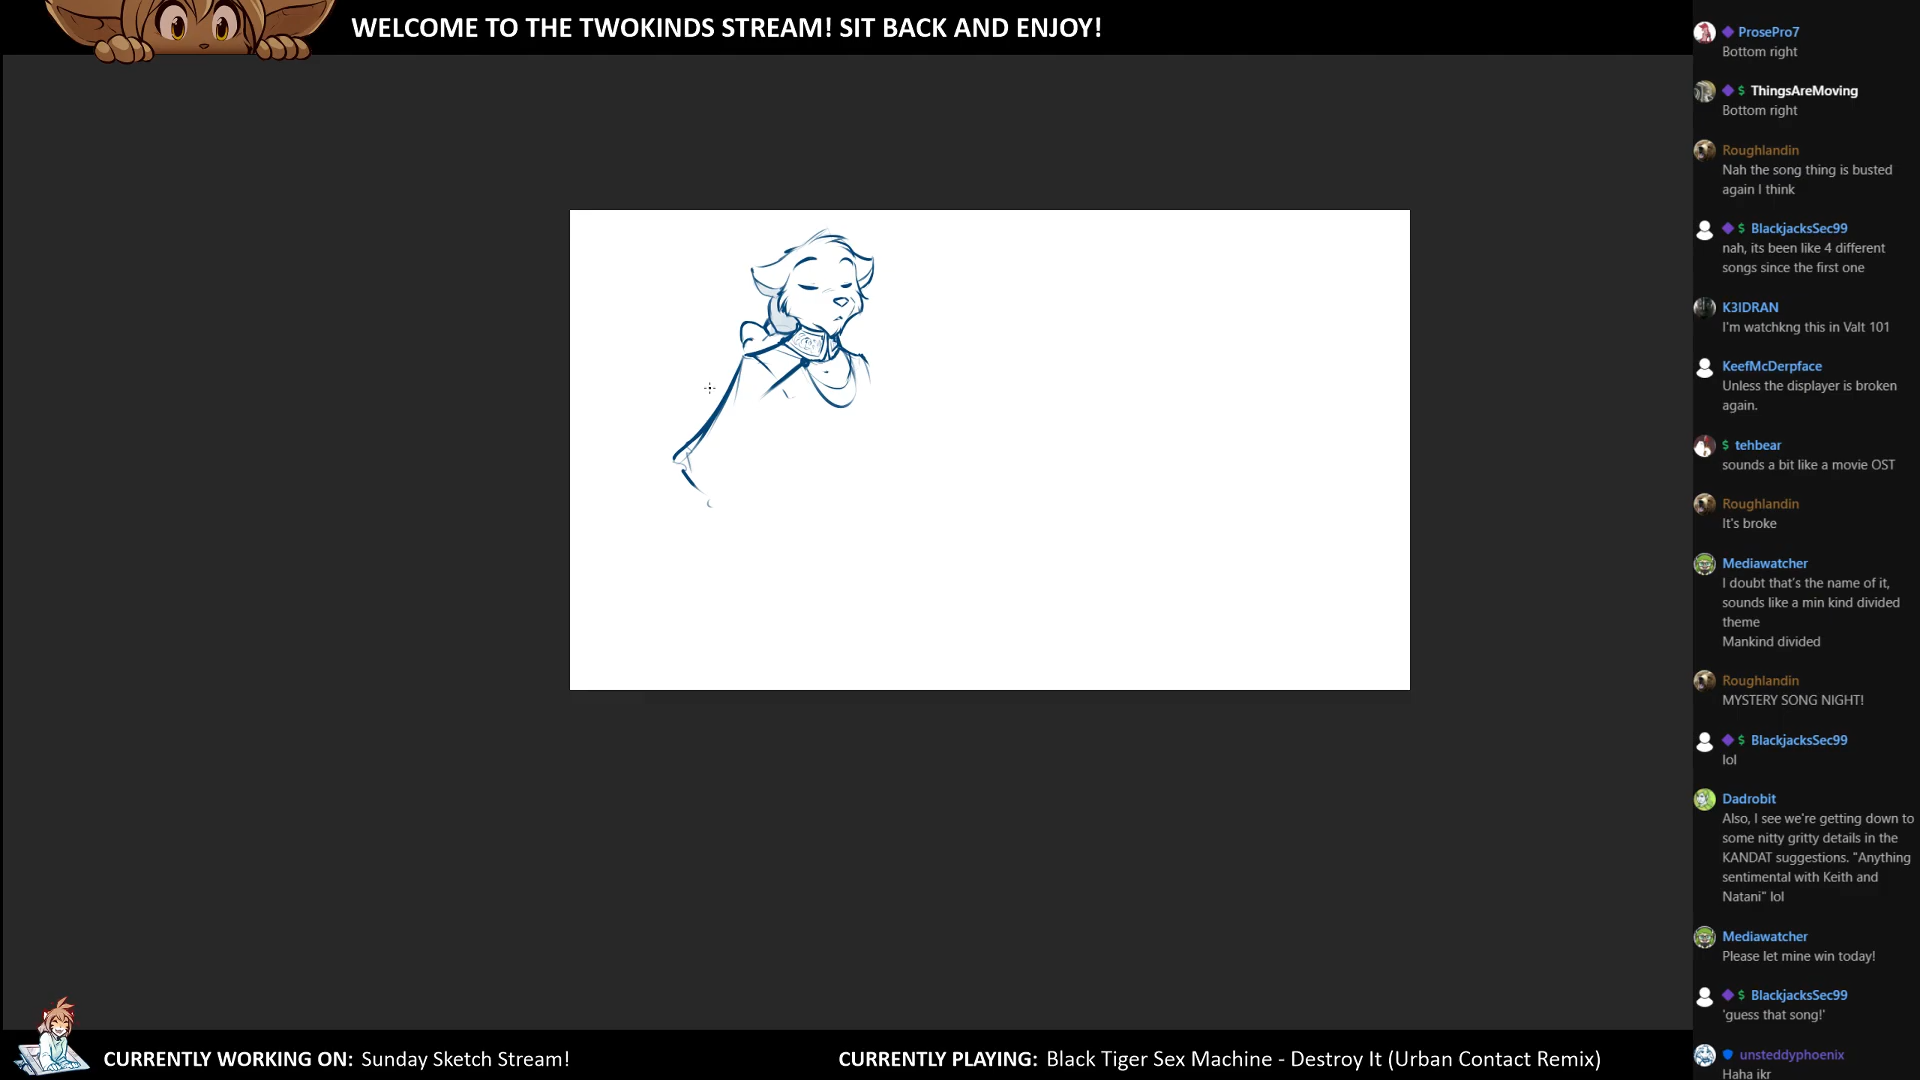 WELCOME TO THE TWOKINDS STREAM! SIT BACK AND ENJOY!
ProsePro7
Bottom right
$ ThingsAreMoving
Bottom right
Roughlandin
Nah the song thing is busted
again I think
$ BlackjacksSec99
nah, its been like 4 different
songs since the first one
K3IDRAN
I'm watchkng this in Valt 101
KeefMcDerpface
Unless the displayer is broken
again.
$ tehbear
sounds a bit like a movie OST
Roughlandin
It's broke
Mediawatcher
I doubt that's the name of it,
sounds like a min kind divided
theme
Mankind divided
Roughlandin
MYSTERY SONG NIGHT!
$ BlackjacksSec99
lol
Dadrobit
Also, I see we're getting down to
some nitty gritty details in the
KANDAT suggestions. "Anything
sentimental with Keith and
Natani" lol
Mediawatcher
Please let mine win today!
$ BlackjacksSec99
'guess that song!'
unsteddyphoenix
Haha ikr
CURRENTLY WORKING ON: Sunday Sketch Stream!
CURRENTLY PLAYING: Black Tiger Sex Machine - Destroy It (Urban Contact Remix)